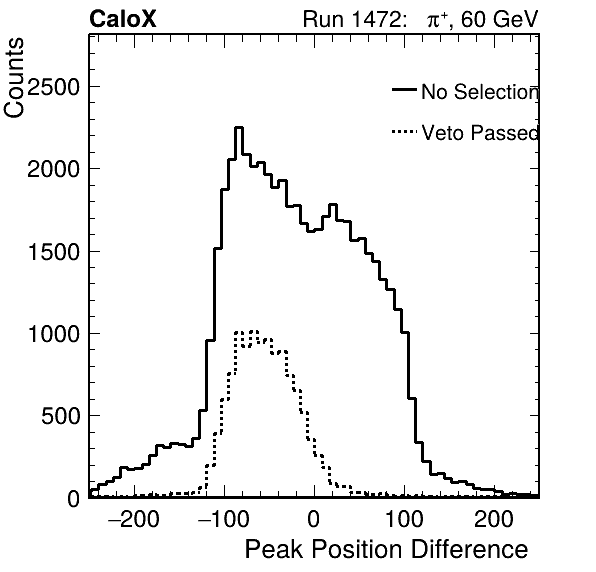 CaloX Run 1472: π⁺, 60 GeV
Counts
No Selection
Veto Passed
2500
2000
1500
1000
500
0
−200 −100 0 100 200
Peak Position Difference